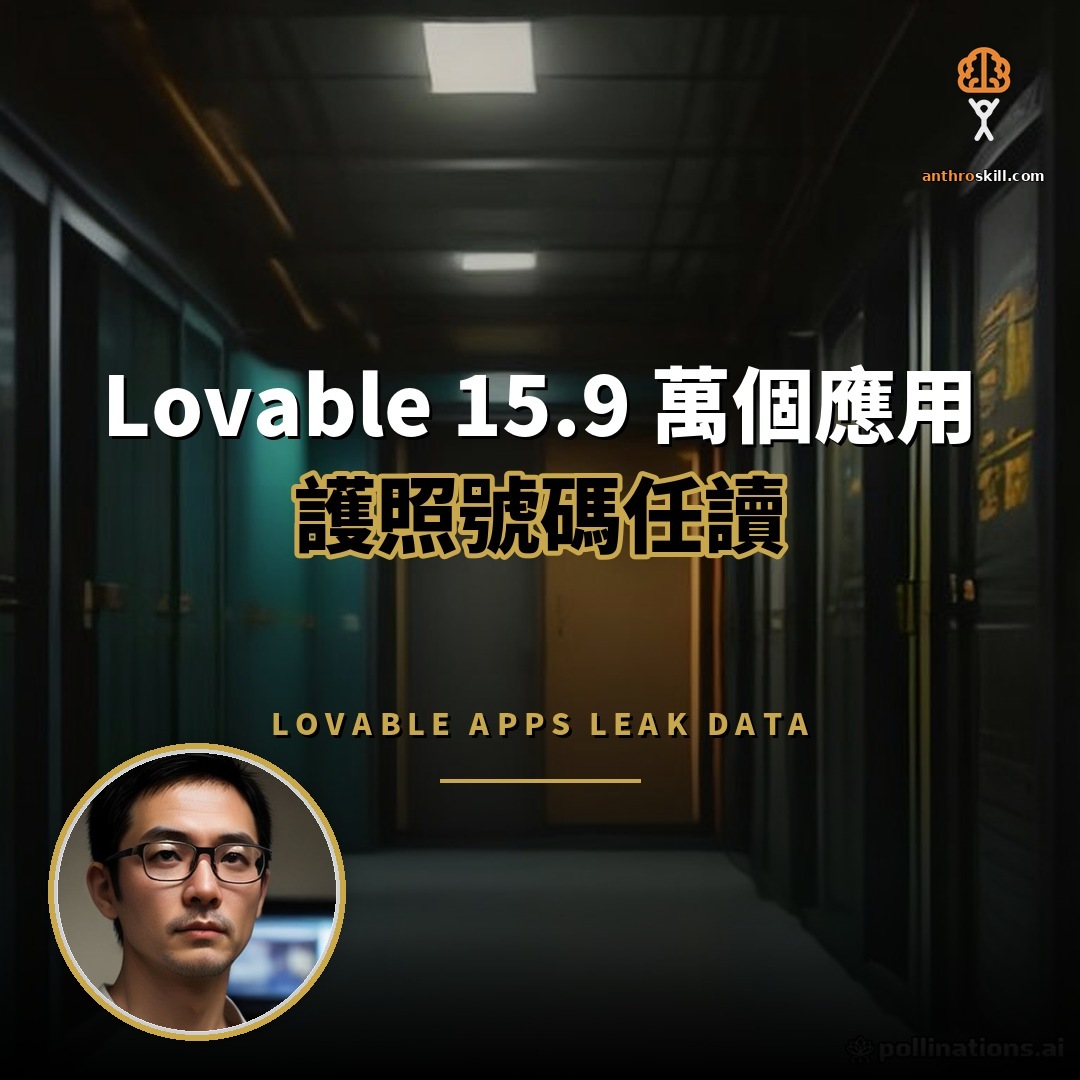 anthroskill.com
Lovable 15.9 萬個應用
護照號碼任讀
LOVABLE APPS LEAK DATA
pollinations.ai